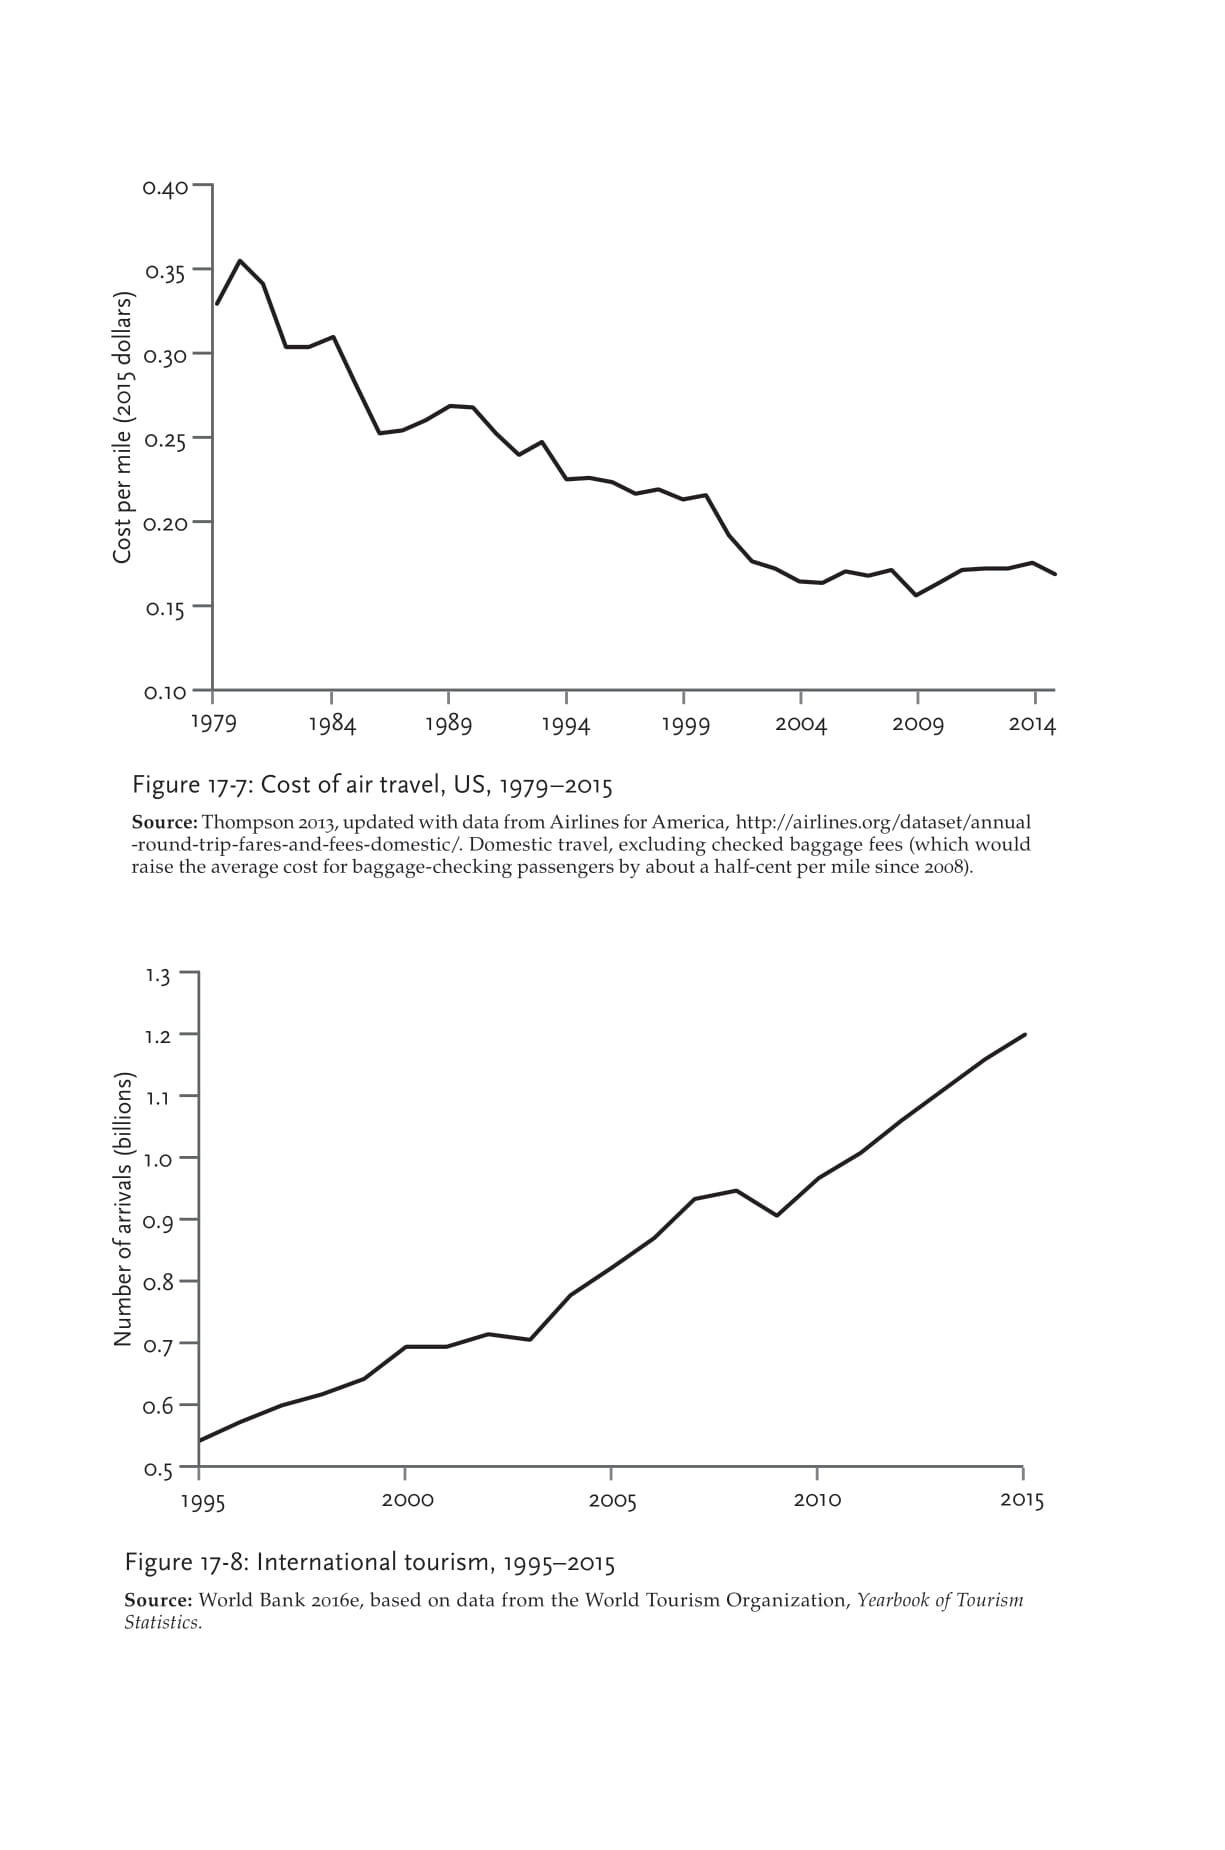 0.40
0.35
0.30
0.25
0.20
0.15
0.10
Cost per mile (2015 dollars)
1979 1984 1989 1994 1999 2004 2009 2014
Figure 17-7: Cost of air travel, US, 1979–2015
Source: Thompson 2013, updated with data from Airlines for America, http://airlines.org/dataset/annual
-round-trip-fares-and-fees-domestic/. Domestic travel, excluding checked baggage fees (which would
raise the average cost for baggage-checking passengers by about a half-cent per mile since 2008).
1.3
1.2
1.1
1.0
0.9
0.8
0.7
0.6
0.5
Number of arrivals (billions)
1995 2000 2005 2010 2015
Figure 17-8: International tourism, 1995–2015
Source: World Bank 2016e, based on data from the World Tourism Organization, Yearbook of Tourism
Statistics.